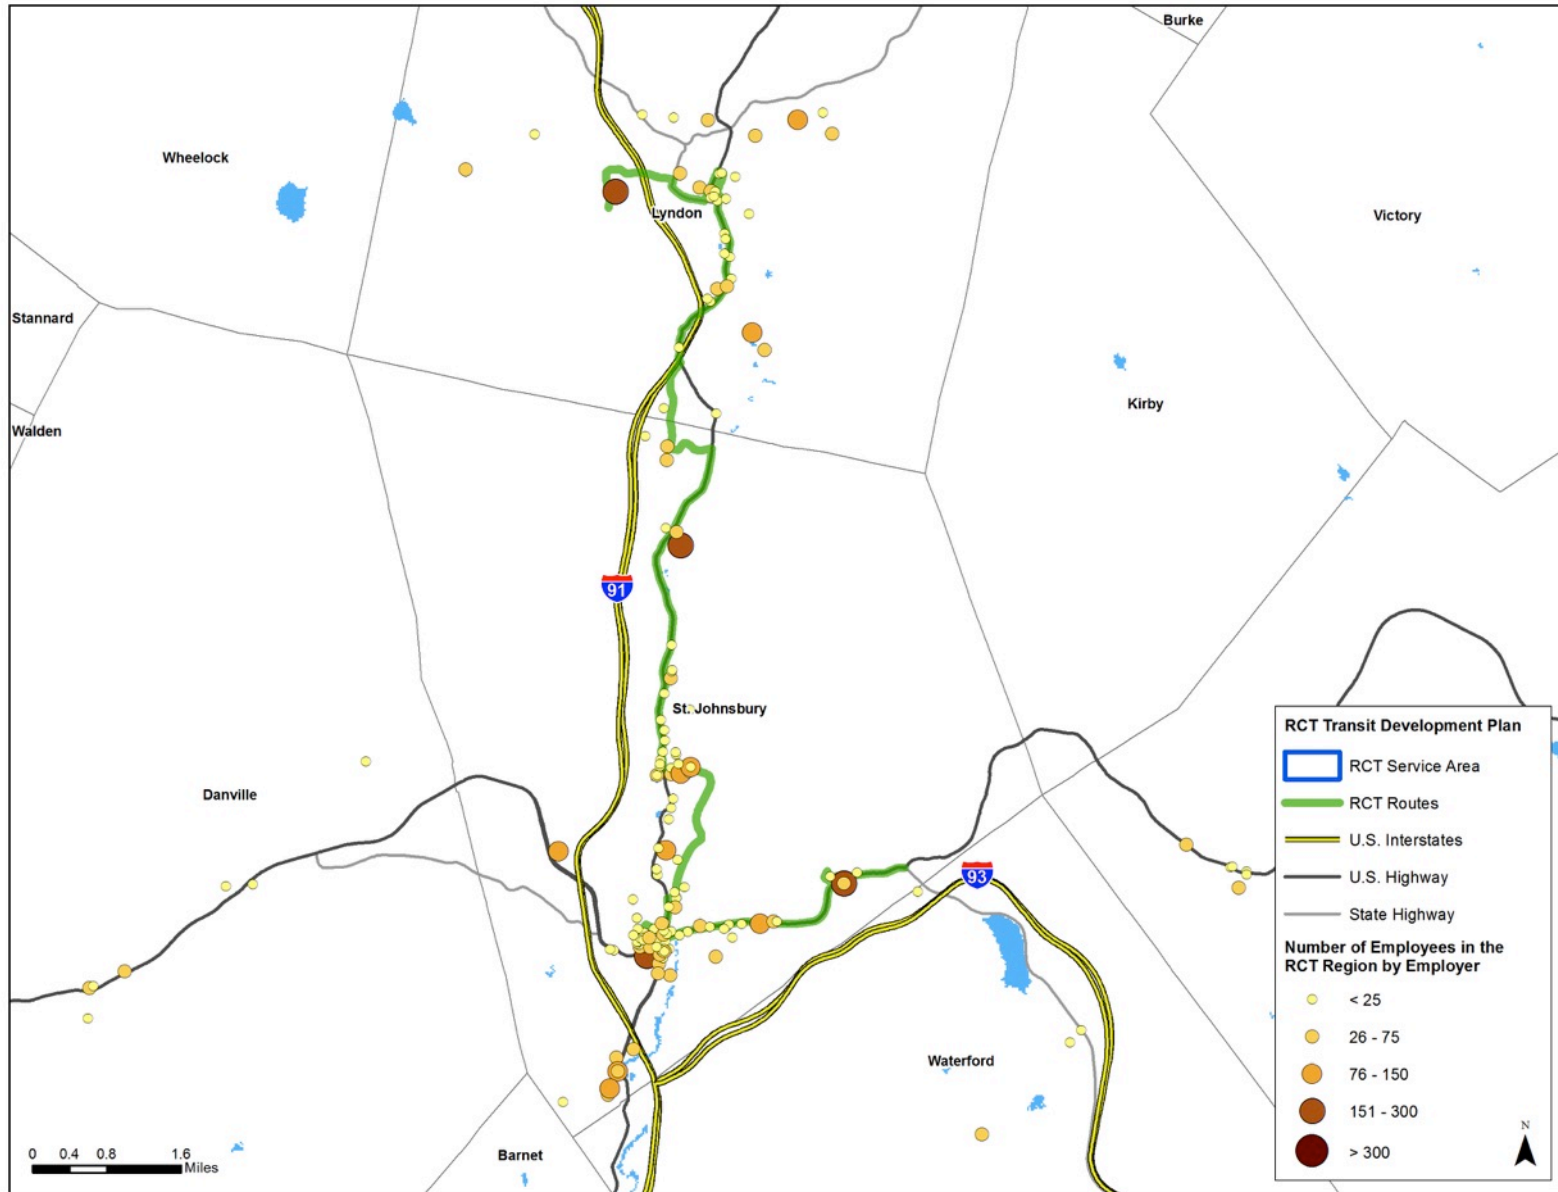 Burke
Wheelock
Lyndon
Victory
Stannard
Kirby
Walden
91
St. Johnsbury
Danville
93
Waterford
Barnet
0 0.4 0.8 1.6
Miles
RCT Transit Development Plan
RCT Service Area
RCT Routes
U.S. Interstates
U.S. Highway
State Highway
Number of Employees in the
RCT Region by Employer
< 25
26 - 75
76 - 150
151 - 300
> 300
N